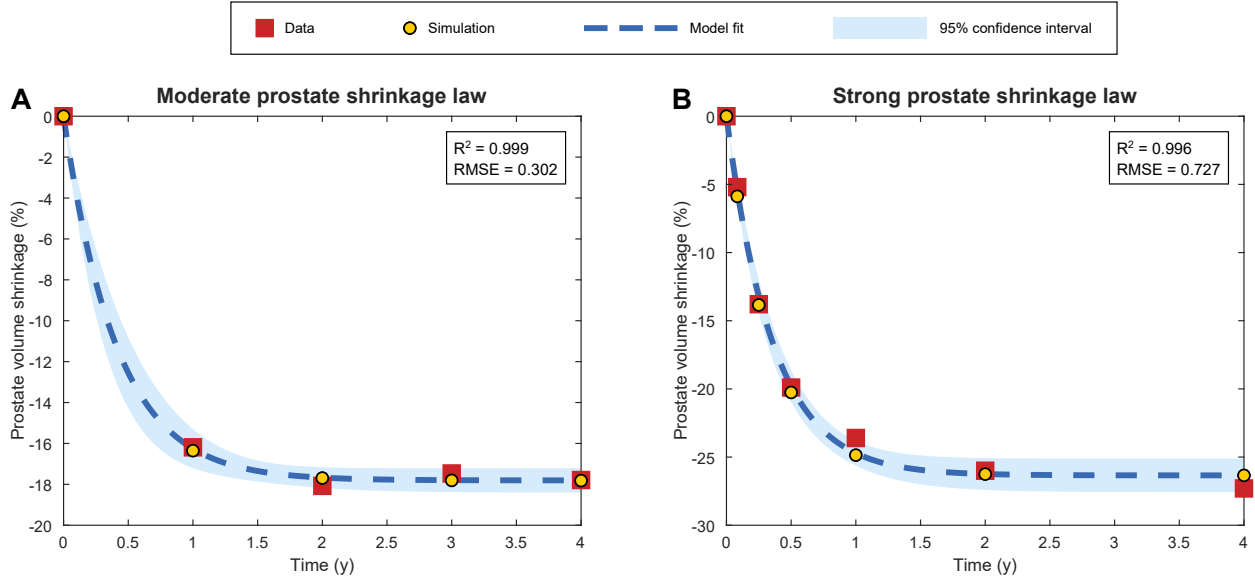 Data Simulation Model fit 95% confidence interval
A Moderate prostate shrinkage law
R² = 0.999
RMSE = 0.302
Prostate volume shrinkage (%)
0
-2
-4
-6
-8
-10
-12
-14
-16
-18
-20
0 0.5 1 1.5 2 2.5 3 3.5 4
Time (y)
B Strong prostate shrinkage law
R² = 0.996
RMSE = 0.727
Prostate volume shrinkage (%)
0
-5
-10
-15
-20
-25
-30
0 0.5 1 1.5 2 2.5 3 3.5 4
Time (y)